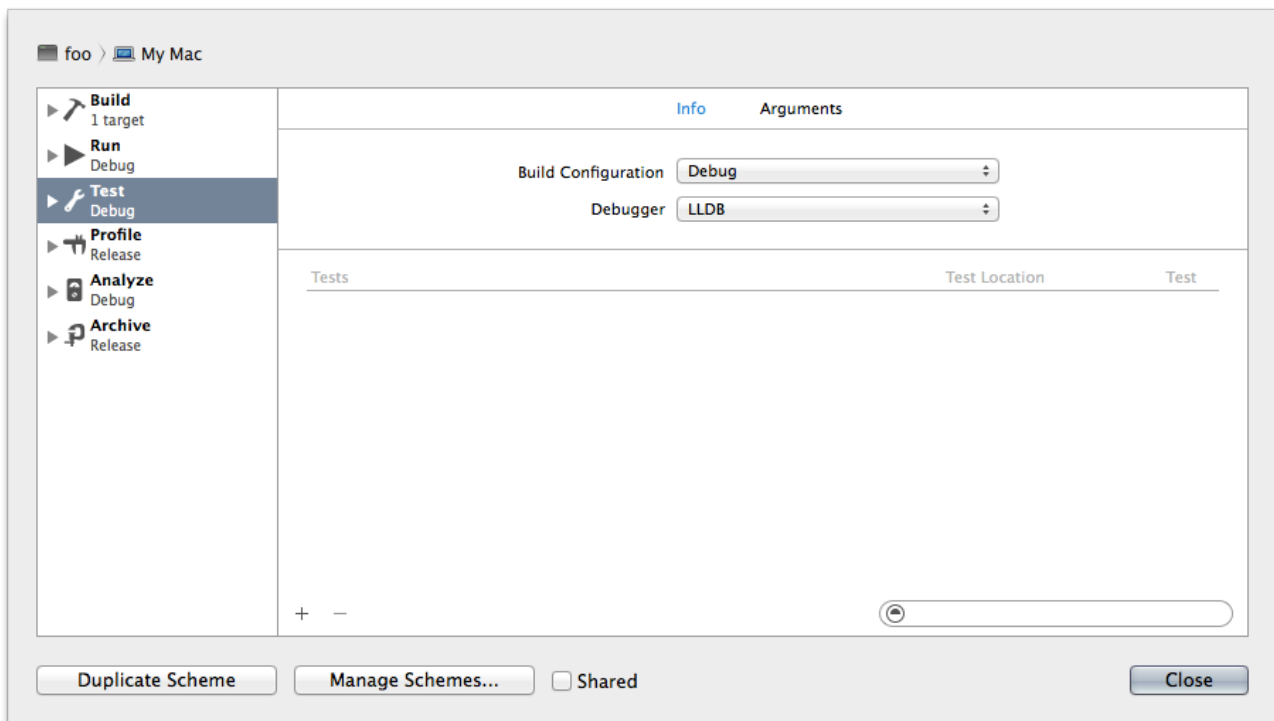 foo 〉 My Mac
Build
1 target
Run
Debug
Test
Debug
Profile
Release
Analyze
Debug
Archive
Release
Info Arguments
Build Configuration Debug
Debugger LLDB
Tests Test Location Test
+ −
Duplicate Scheme Manage Schemes... Shared Close